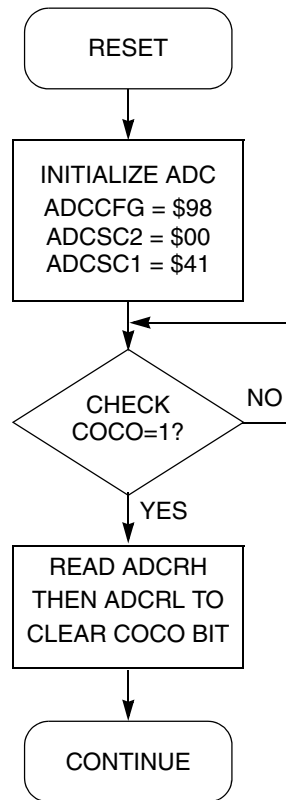 RESET
INITIALIZE ADC
ADCCFG = $98
ADCSC2 = $00
ADCSC1 = $41
CHECK
COCO=1?
NO
YES
READ ADCRH
THEN ADCRL TO
CLEAR COCO BIT
CONTINUE